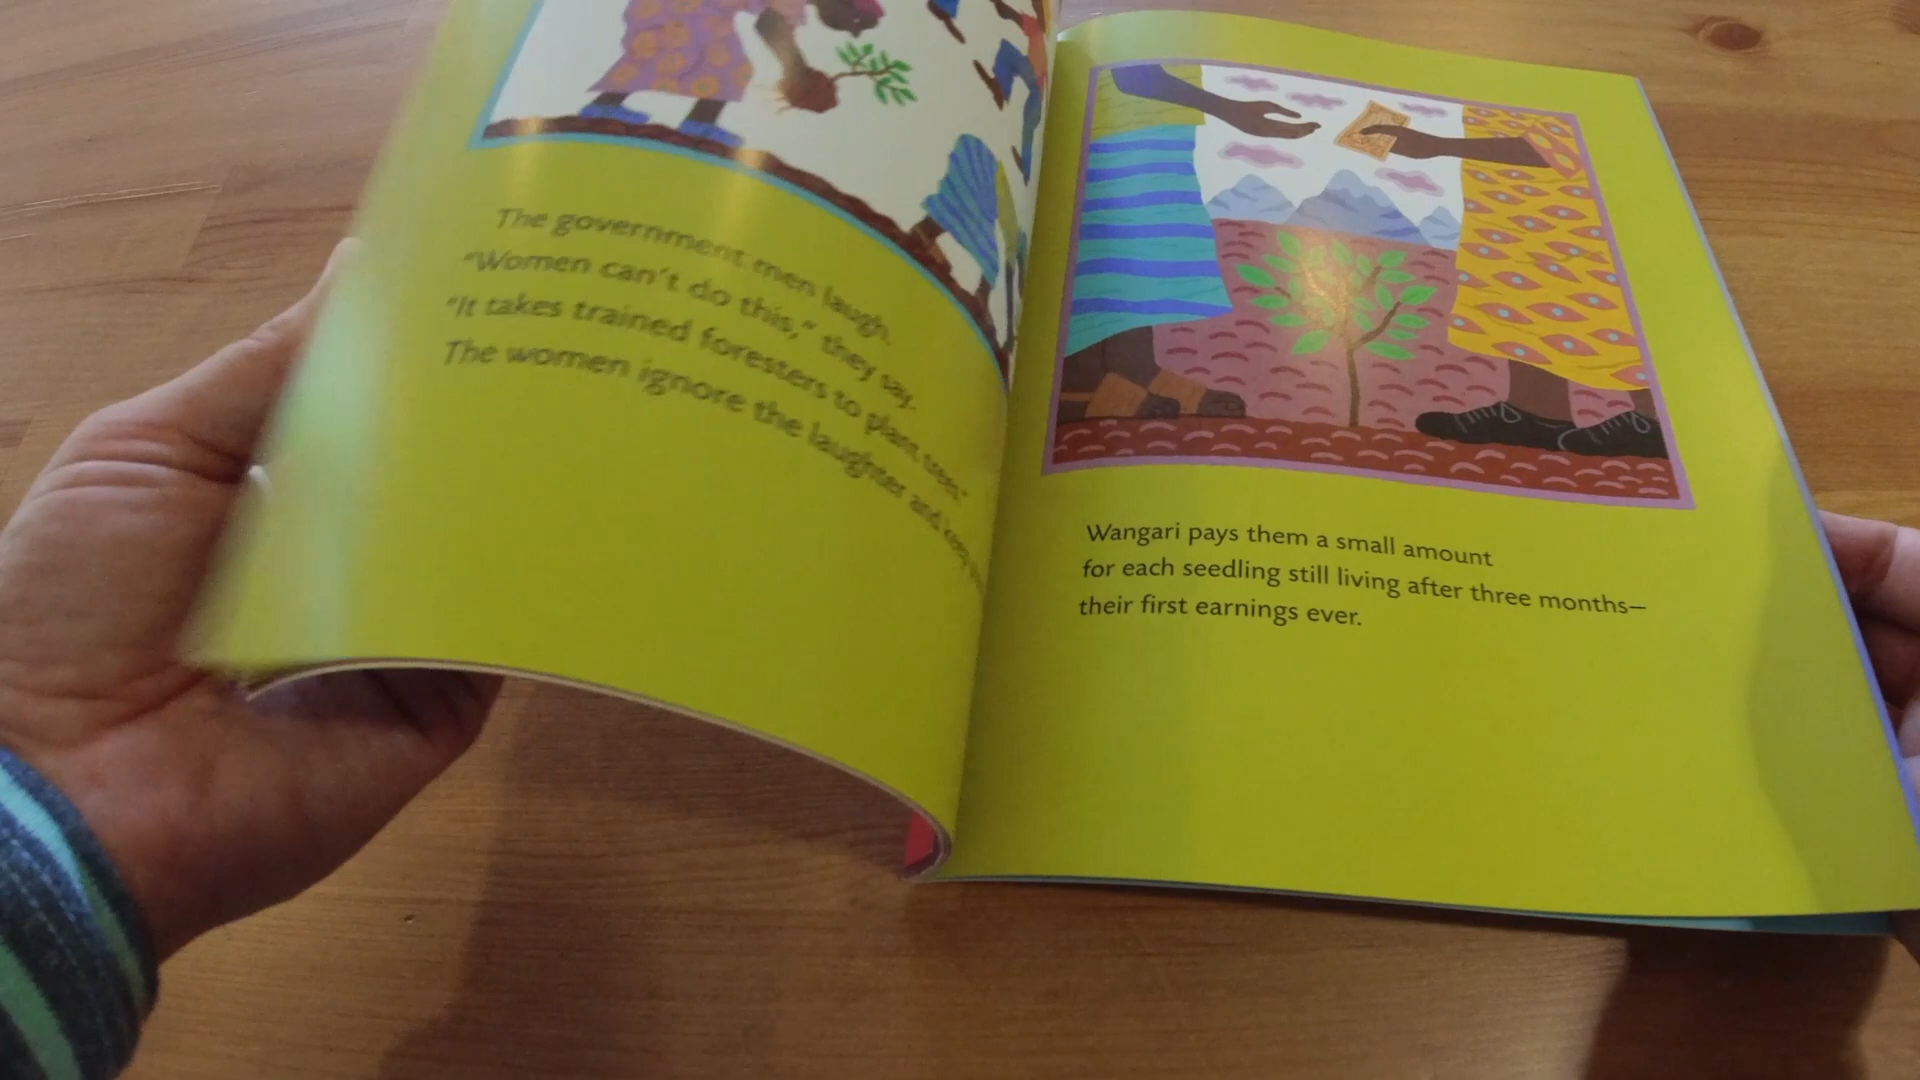 The government men laugh.
"Women can't do this," they say.
"It takes trained foresters to plant trees."
The women ignore the laughter and keep
Wangari pays them a small amount
for each seedling still living after three months—
their first earnings ever.